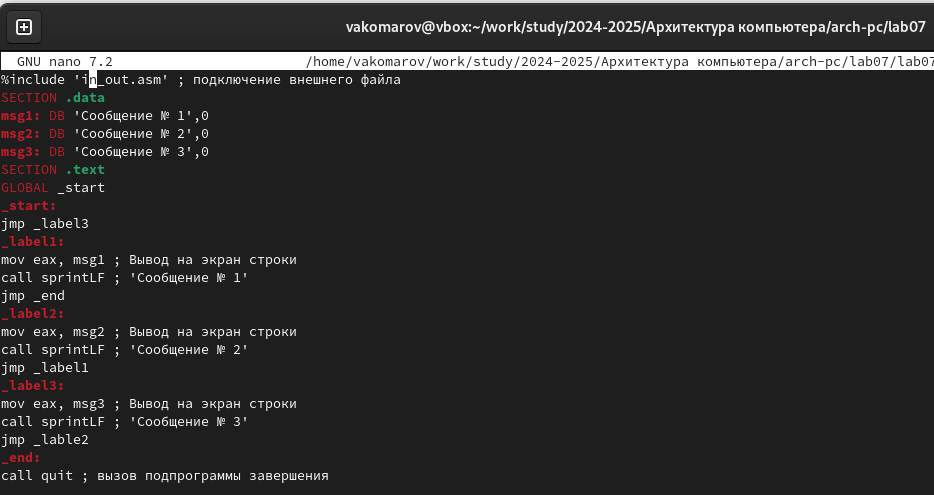 vakomarov@vbox:~/work/study/2024-2025/Архитектура компьютера/arch-pc/lab07
GNU nano 7.2 /home/vakomarov/work/study/2024-2025/Архитектура компьютера/arch-pc/lab07/lab07
%include 'in_out.asm' ; подключение внешнего файла
SECTION .data
msg1: DB 'Сообщение № 1',0
msg2: DB 'Сообщение № 2',0
msg3: DB 'Сообщение № 3',0
SECTION .text
GLOBAL _start
_start:
jmp _label3
_label1:
mov eax, msg1 ; Вывод на экран строки
call sprintLF ; 'Сообщение № 1'
jmp _end
_label2:
mov eax, msg2 ; Вывод на экран строки
call sprintLF ; 'Сообщение № 2'
jmp _label1
_label3:
mov eax, msg3 ; Вывод на экран строки
call sprintLF ; 'Сообщение № 3'
jmp _lable2
_end:
call quit ; вызов подпрограммы завершения